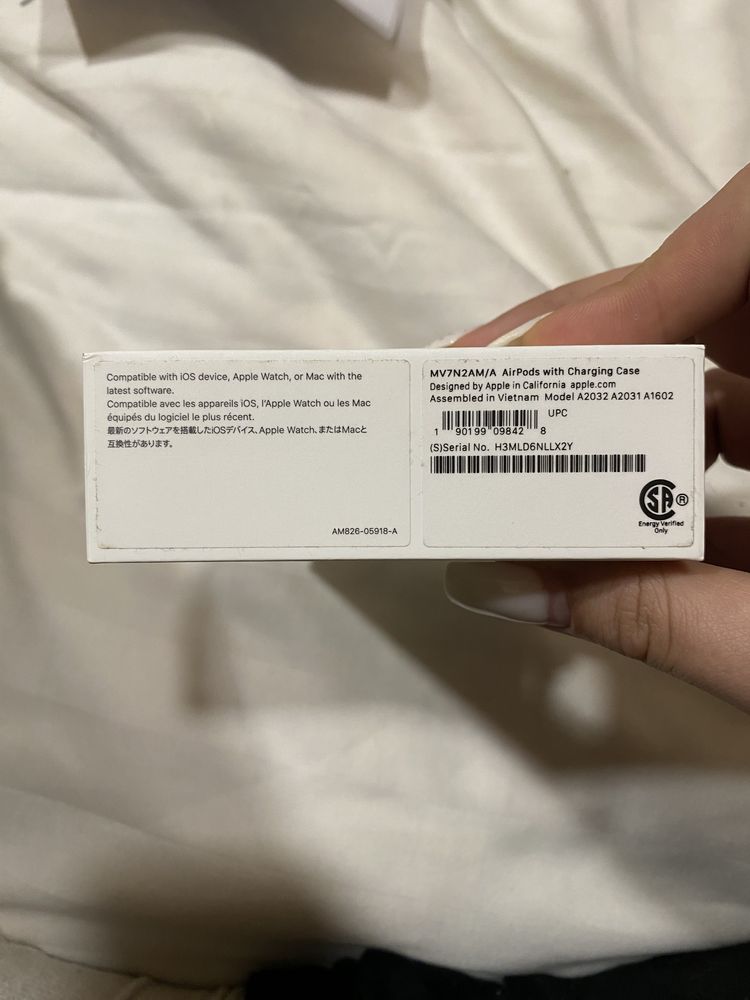 Compatible with iOS device, Apple Watch, or Mac with the
latest software.
Compatible avec les appareils iOS, l'Apple Watch ou les Mac
équipés du logiciel le plus récent.
最新のソフトウェアを搭載したiOSデバイス、Apple Watch、またはMacと
互換性があります。
AM826-05918-A
MV7N2AM/A AirPods with Charging Case
Designed by Apple in California apple.com
Assembled in Vietnam Model A2032 A2031 A1602
UPC
1 90199 09842 8
(S)Serial No. H3MLD6NLLX2Y
SA ®
Energy Verified
Only